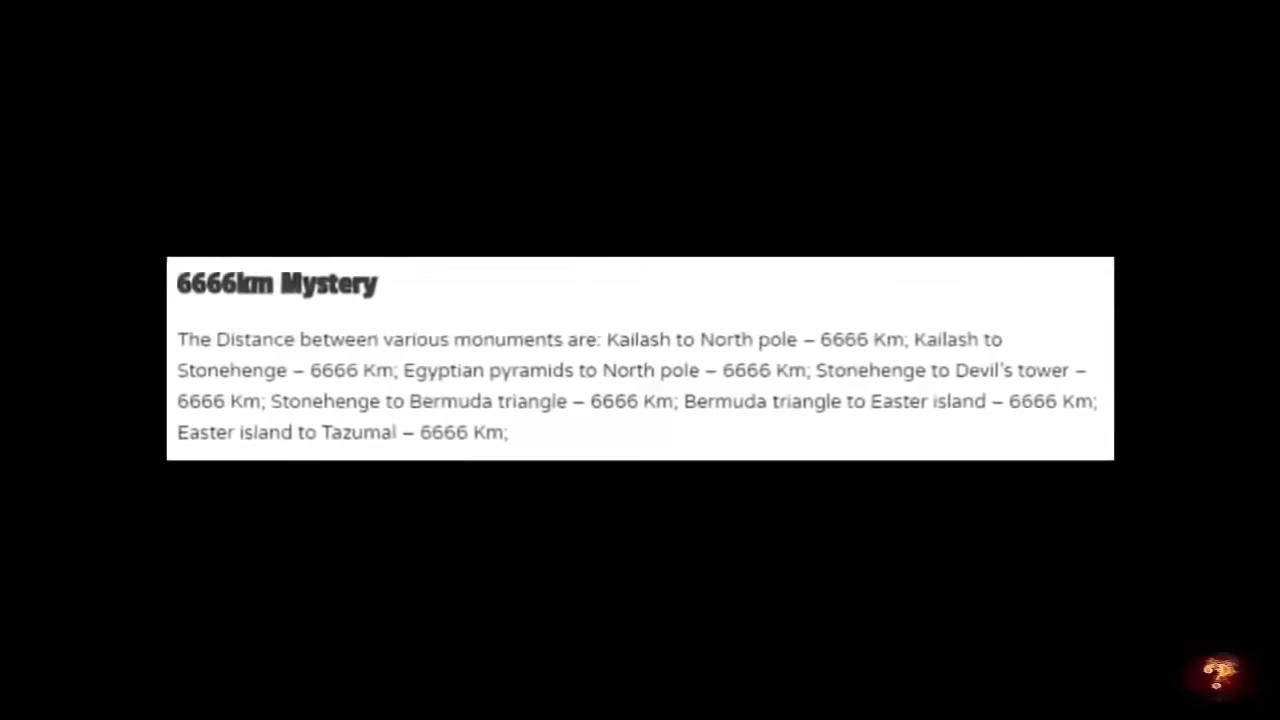 6666km Mystery
The Distance between various monuments are: Kailash to North pole – 6666 Km; Kailash to
Stonehenge – 6666 Km; Egyptian pyramids to North pole – 6666 Km; Stonehenge to Devil's tower –
6666 Km; Stonehenge to Bermuda triangle – 6666 Km; Bermuda triangle to Easter island – 6666 Km;
Easter island to Tazumal – 6666 Km;